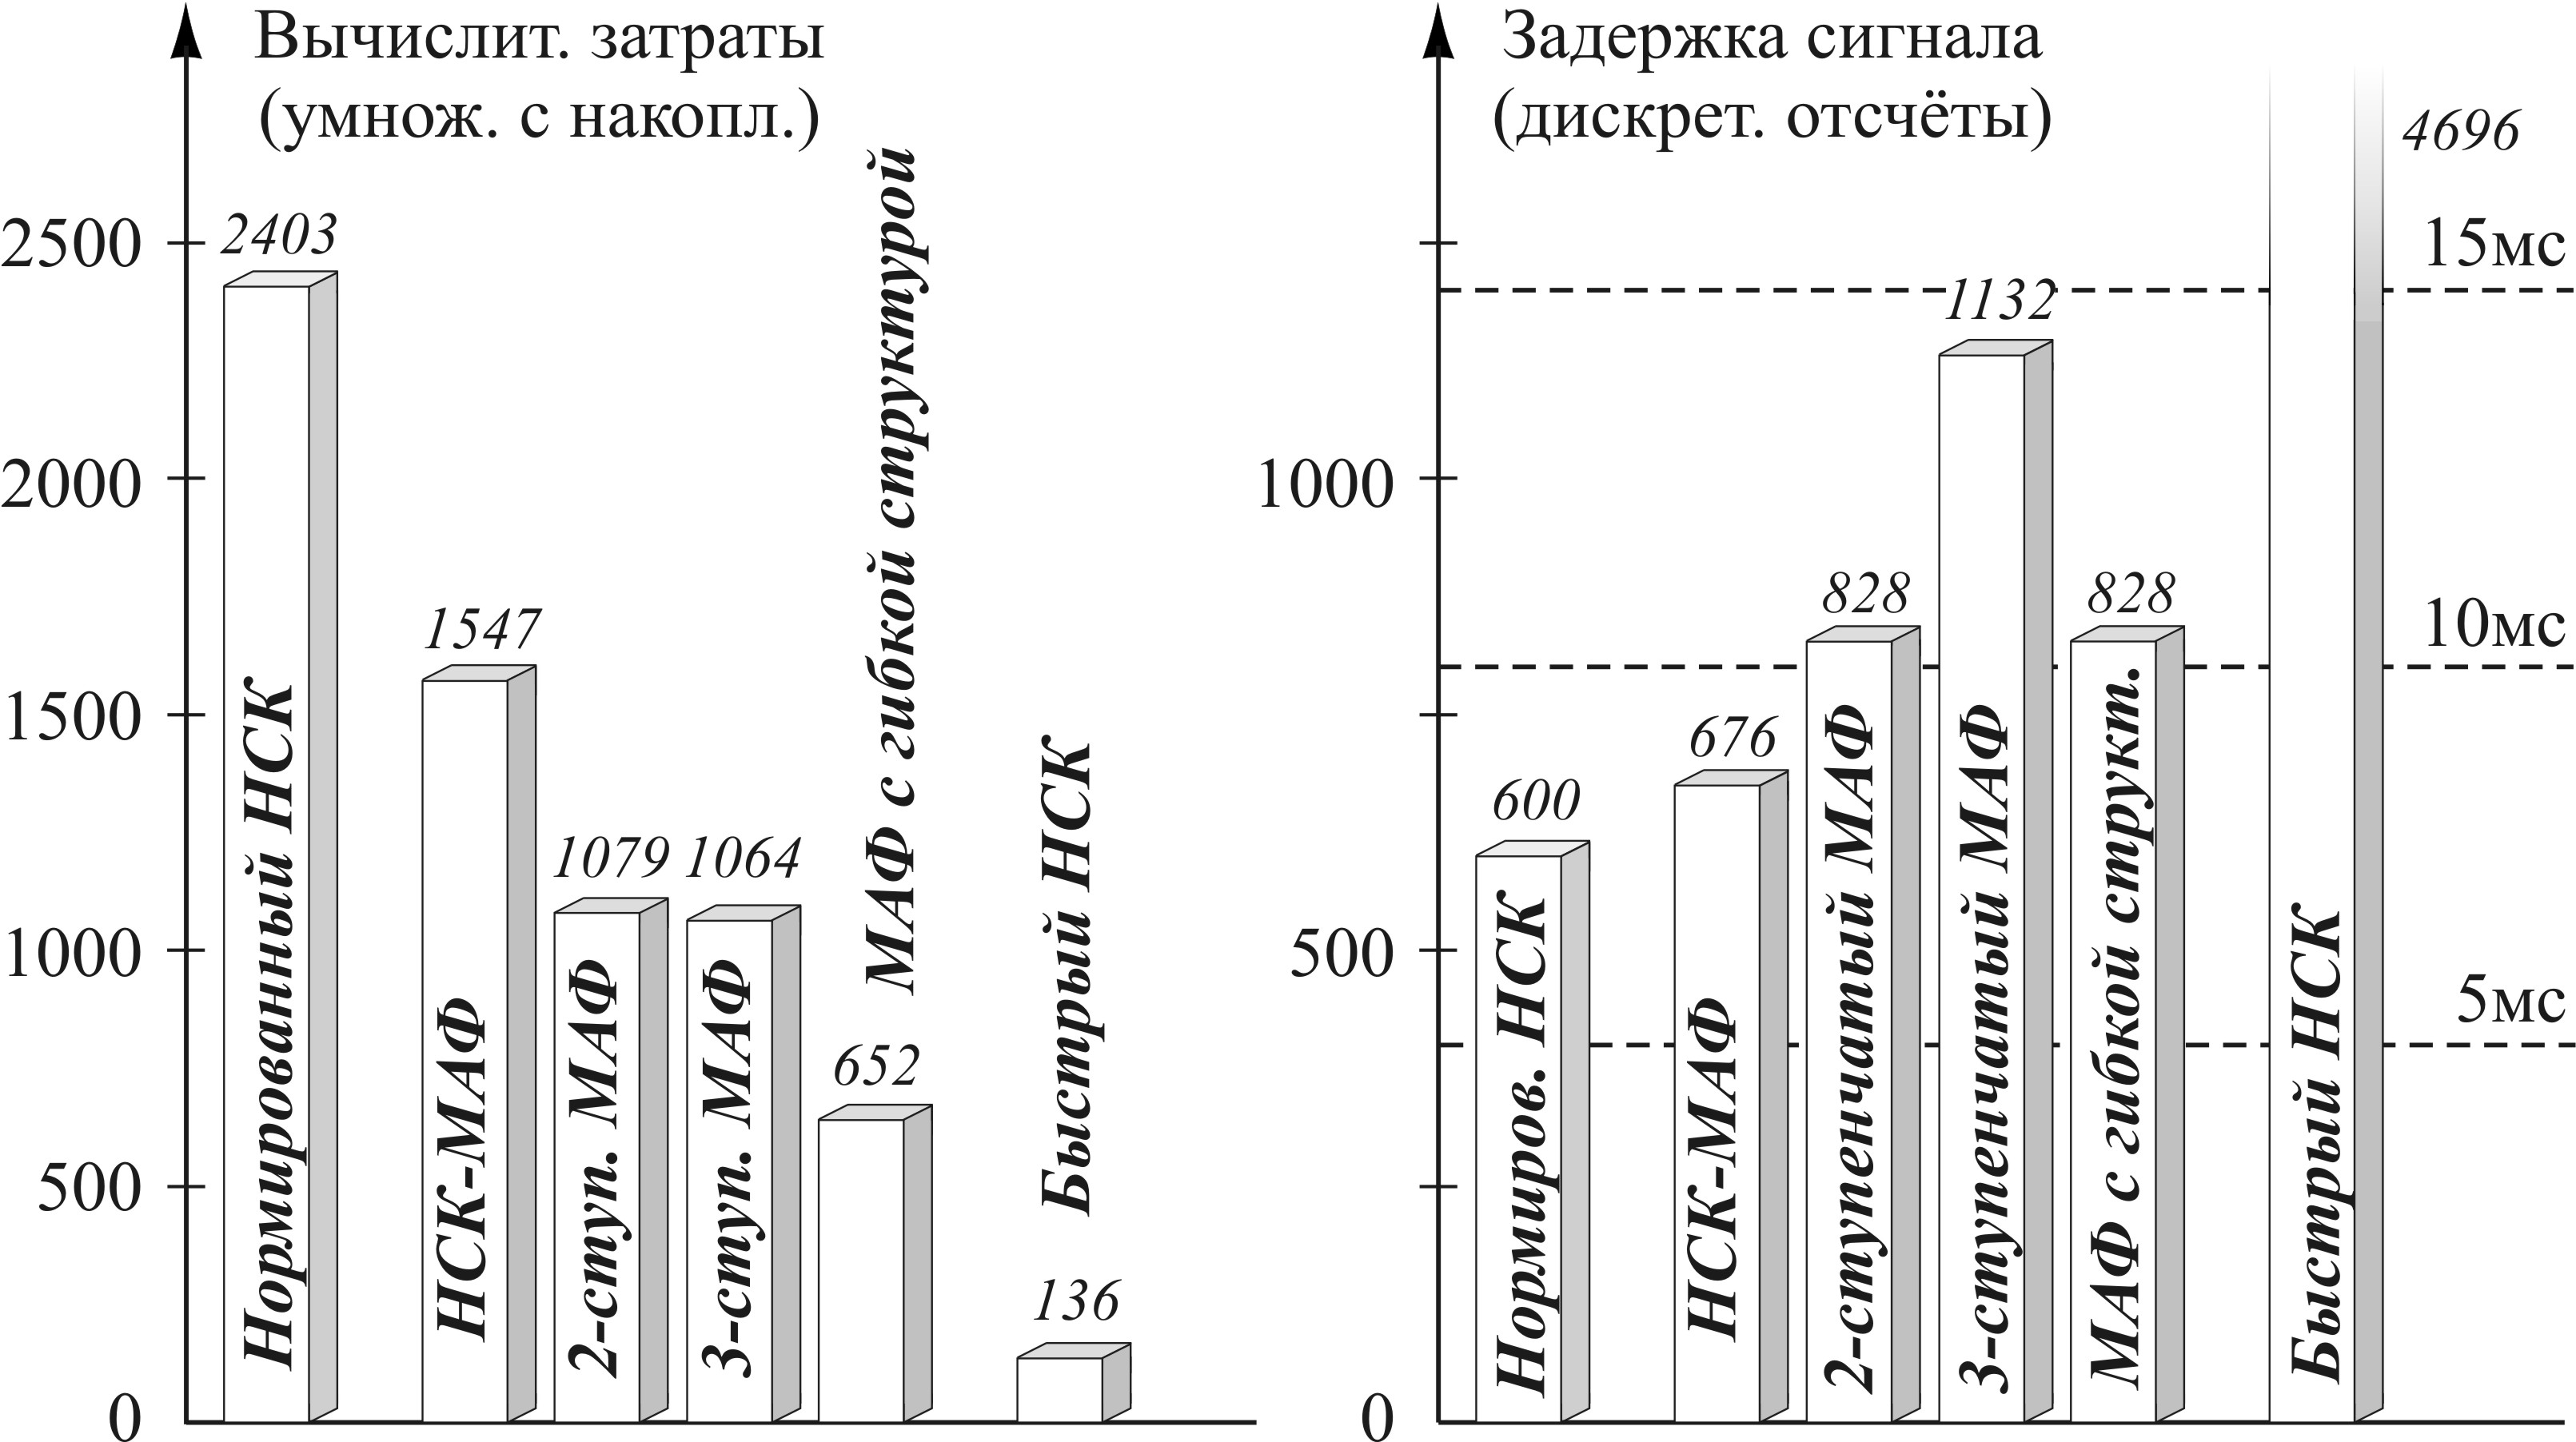 Вычислит. затраты
(умнож. с накопл.)
2500
2000
1500
1000
500
0
2403
1547
1079
1064
652
136
Нормированный НСК
НСК-МАФ
2-ступ. МАФ
3-ступ. МАФ
МАФ с гибкой структурой
Быстрый НСК
Задержка сигнала
(дискрет. отсчёты)
1000
500
0
600
676
828
1132
828
4696
Нормиров. НСК
НСК-МАФ
2-ступенчатый МАФ
3-ступенчатый МАФ
МАФ с гибкой структ.
Быстрый НСК
15мс
10мс
5мс